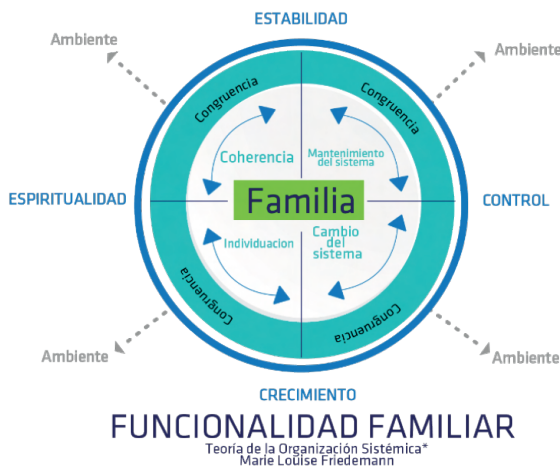 ESTABILIDAD
Ambiente
Ambiente
Congruencia
Congruencia
Coherencia
Mantenimiento
del sistema
ESPIRITUALIDAD
Familia
CONTROL
Individuacion
Cambio
del
sistema
Congruencia
Congruencia
Ambiente
Ambiente
CRECIMIENTO
FUNCIONALIDAD FAMILIAR
Teoría de la Organización Sistémica*
Marie Louise Friedemann